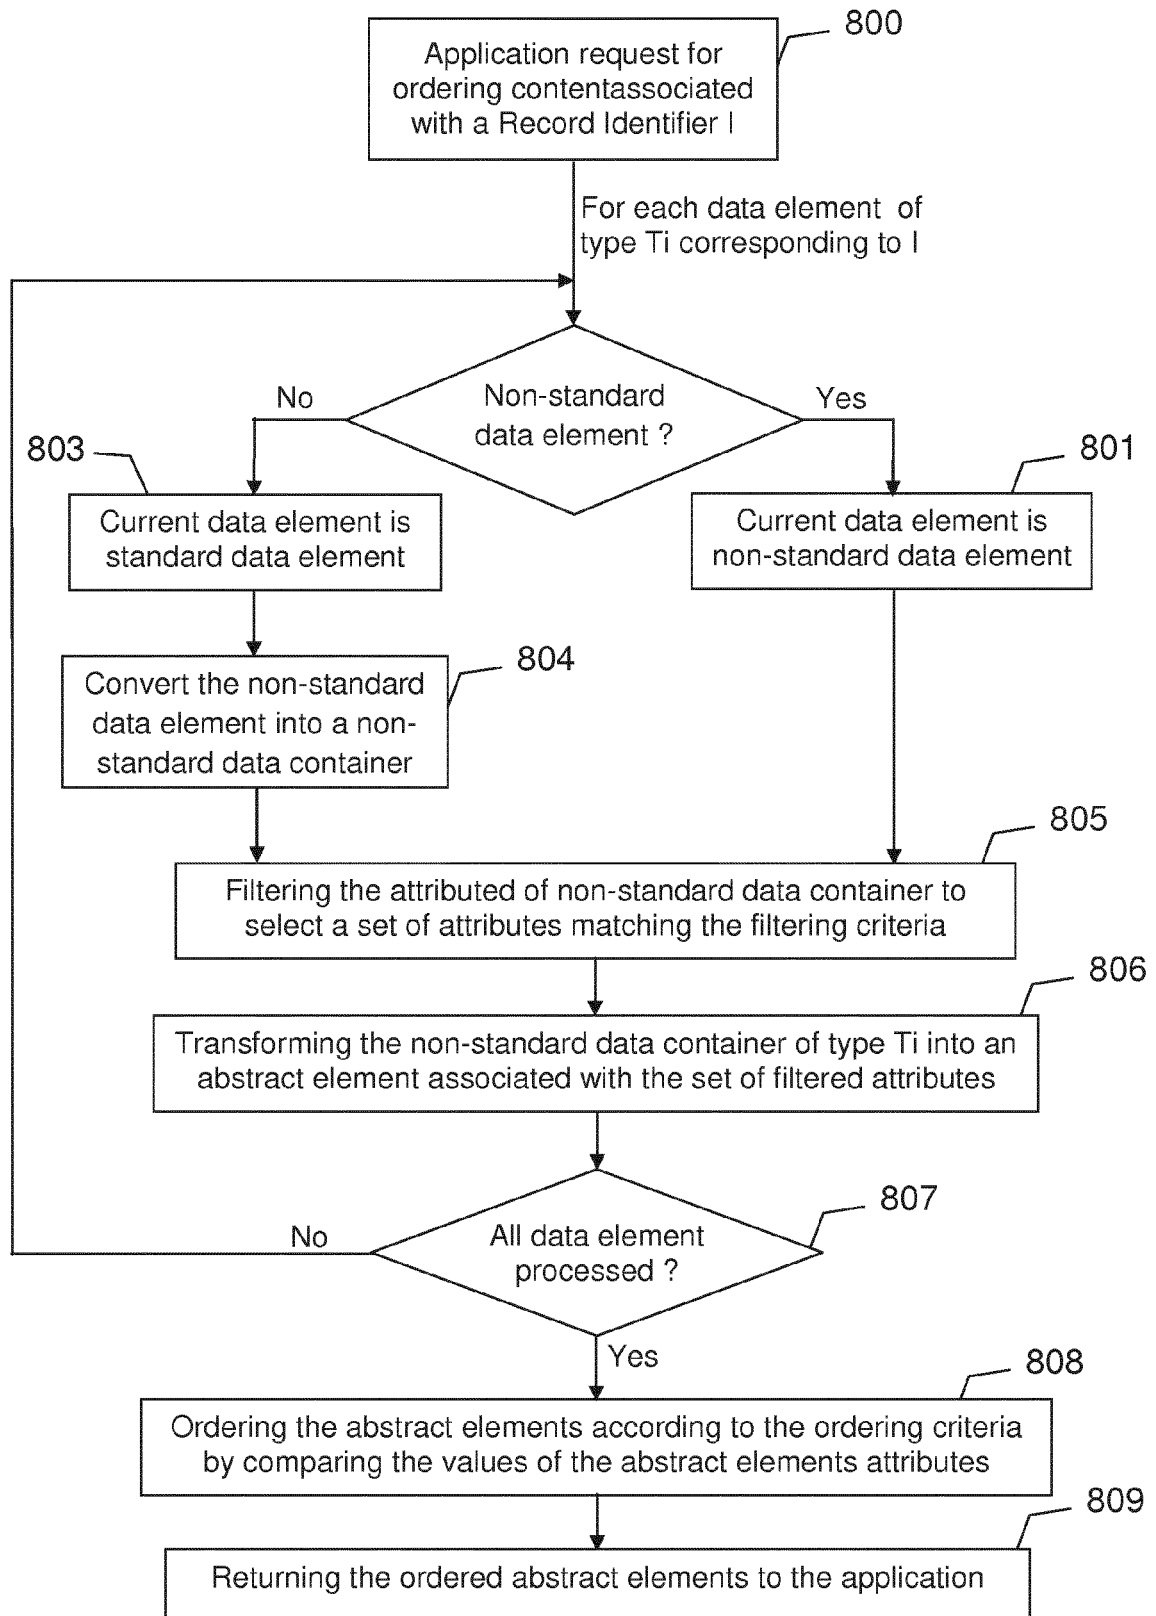 800
Application request for
ordering contentassociated
with a Record Identifier I
For each data element of
type Ti corresponding to I
No
Non-standard
data element ?
Yes
803
801
Current data element is
standard data element
Current data element is
non-standard data element
804
Convert the non-standard
data element into a non-
standard data container
805
Filtering the attributed of non-standard data container to
select a set of attributes matching the filtering criteria
806
Transforming the non-standard data container of type Ti into an
abstract element associated with the set of filtered attributes
807
No
All data element
processed ?
Yes
808
Ordering the abstract elements according to the ordering criteria
by comparing the values of the abstract elements attributes
809
Returning the ordered abstract elements to the application